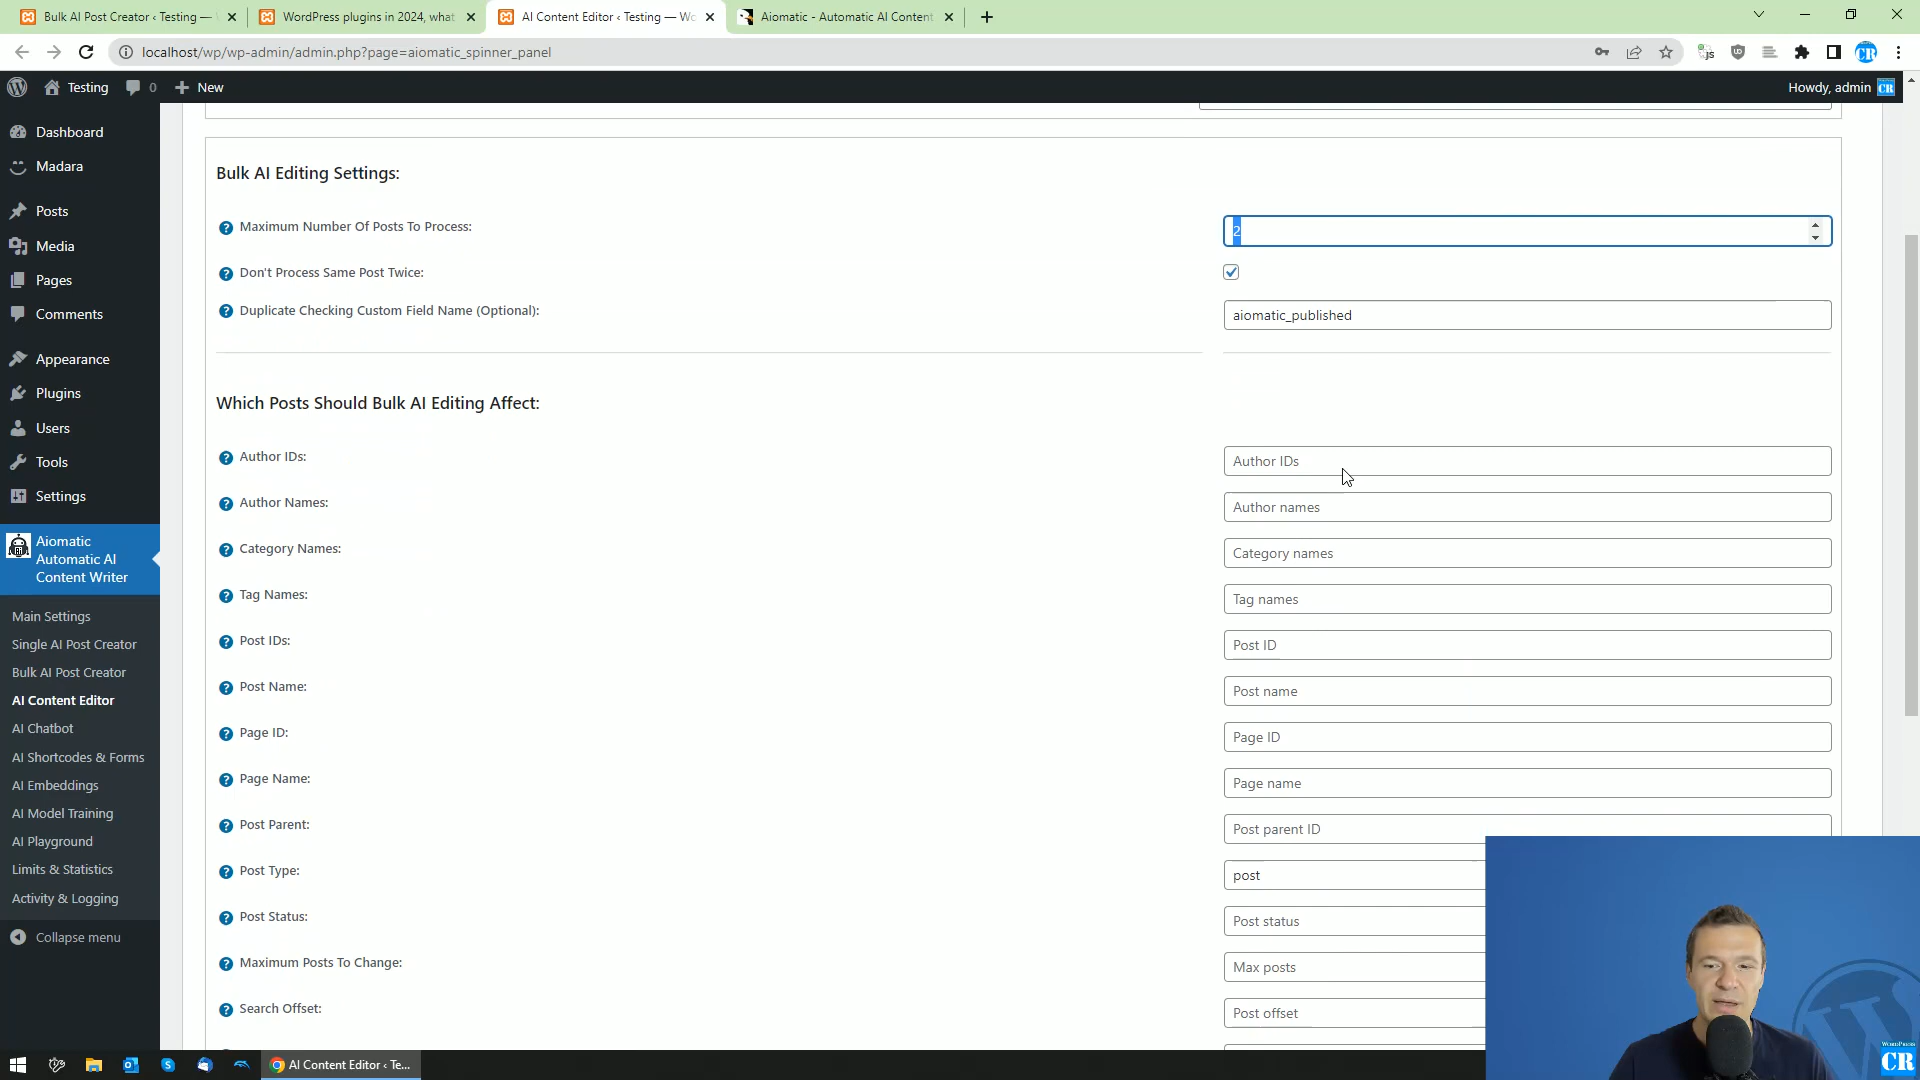 Bulk AI Post Creator ‹ Testing —
WordPress plugins in 2024, what
AI Content Editor ‹ Testing — Wo
Aiomatic - Automatic AI Content
localhost/wp/wp-admin/admin.php?page=aiomatic_spinner_panel
Testing
0
New
Howdy, admin
CR
Dashboard
Madara
Posts
Media
Pages
Comments
Appearance
Plugins
Users
Tools
Settings
Aiomatic
Automatic AI
Content Writer
Main Settings
Single AI Post Creator
Bulk AI Post Creator
AI Content Editor
AI Chatbot
AI Shortcodes & Forms
AI Embeddings
AI Model Training
AI Playground
Limits & Statistics
Activity & Logging
Collapse menu
Bulk AI Editing Settings:
Maximum Number Of Posts To Process:
2
Don't Process Same Post Twice:
Duplicate Checking Custom Field Name (Optional):
aiomatic_published
Which Posts Should Bulk AI Editing Affect:
Author IDs:
Author IDs
Author Names:
Author names
Category Names:
Category names
Tag Names:
Tag names
Post IDs:
Post ID
Post Name:
Post name
Page ID:
Page ID
Page Name:
Page name
Post Parent:
Post parent ID
Post Type:
post
Post Status:
Post status
Maximum Posts To Change:
Max posts
Search Offset:
Post offset
AI Content Editor ‹ Te...
WORDPRESS
CR